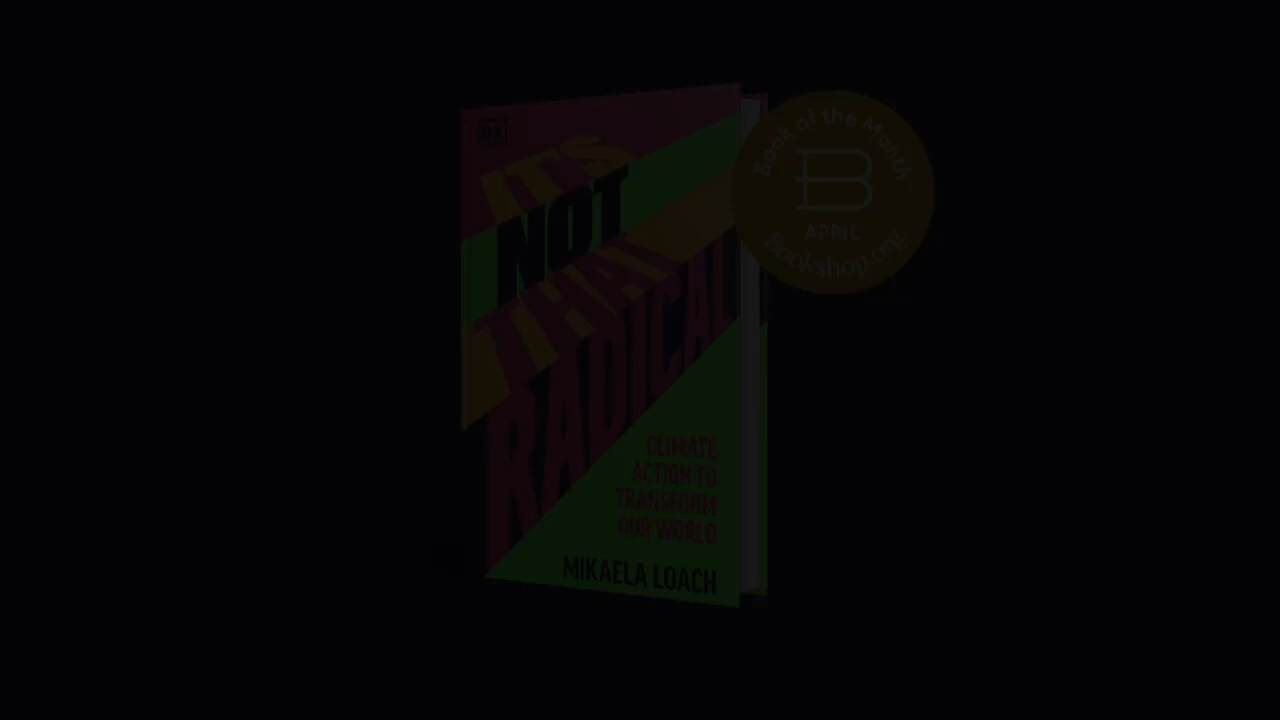 DK
IT'S
NOT
THAT
RADICAL
CLIMATE
ACTION TO
TRANSFORM
OUR WORLD
MIKAELA LOACH
Book of the Month
B
APRIL
Bookshop.org